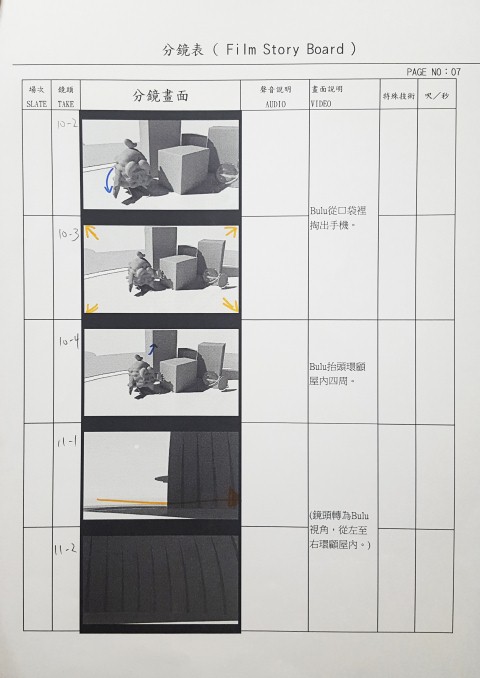 分鏡表 ( Film Story Board )
PAGE NO：07
場次 鏡頭 分鏡畫面 聲音說明 畫面說明 特殊技術 呎／秒
SLATE TAKE AUDIO VIDEO
10-2
Bulu從口袋裡
掏出手機。
10-3
10-4
Bulu抬頭環顧
屋內四周。
11-1
(鏡頭轉為Bulu
視角，從左至
右環顧屋內。)
11-2